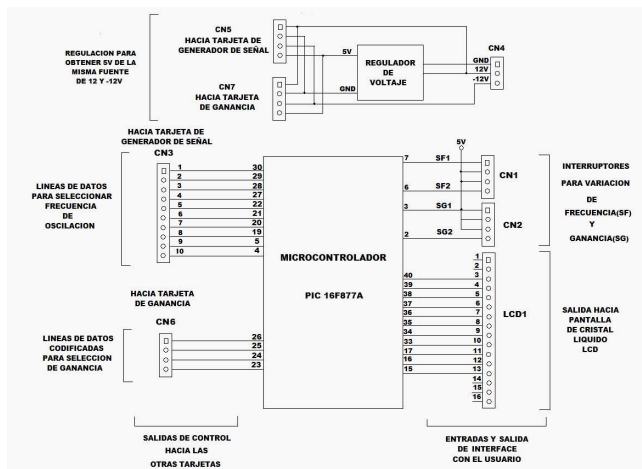 REGULACION PARA
OBTENER 5V DE LA
MISMA FUENTE
DE 12 Y -12V
CN5
HACIA TARJETA DE
GENERADOR DE SEÑAL
CN7
HACIA TARJETA
DE GANANCIA
5V
GND
REGULADOR
DE
VOLTAJE
CN4
GND
12V
-12V
HACIA TARJETA DE
GENERADOR DE SEÑAL
CN3
LINEAS DE DATOS
PARA SELECCIONAR
FRECUENCIA
DE
OSCILACION
1 30
2 29
3 28
4 27
5 22
6 21
7 20
8 19
9 5
10 4
HACIA TARJETA
DE GANANCIA
CN6
LINEAS DE DATOS
CODIFICADAS
PARA SELECCION
DE GANANCIA
26
25
24
23
MICROCONTROLADOR
PIC 16F877A
5V
7 SF1
6 SF2
3 SG1
2 SG2
CN1
CN2
INTERRUPTORES
PARA VARIACION
DE
FRECUENCIA(SF)
Y
GANANCIA(SG)
1
2
40 3
39 4
38 5
37 6
36 7
35 8
34 9
33 10
17 11
16 12
15 13
14
15
16
LCD1
SALIDA HACIA
PANTALLA
DE CRISTAL
LIQUIDO
LCD
SALIDAS DE CONTROL
HACIA LAS
OTRAS TARJETAS
ENTRADAS Y SALIDA
DE INTERFACE
CON EL USUARIO